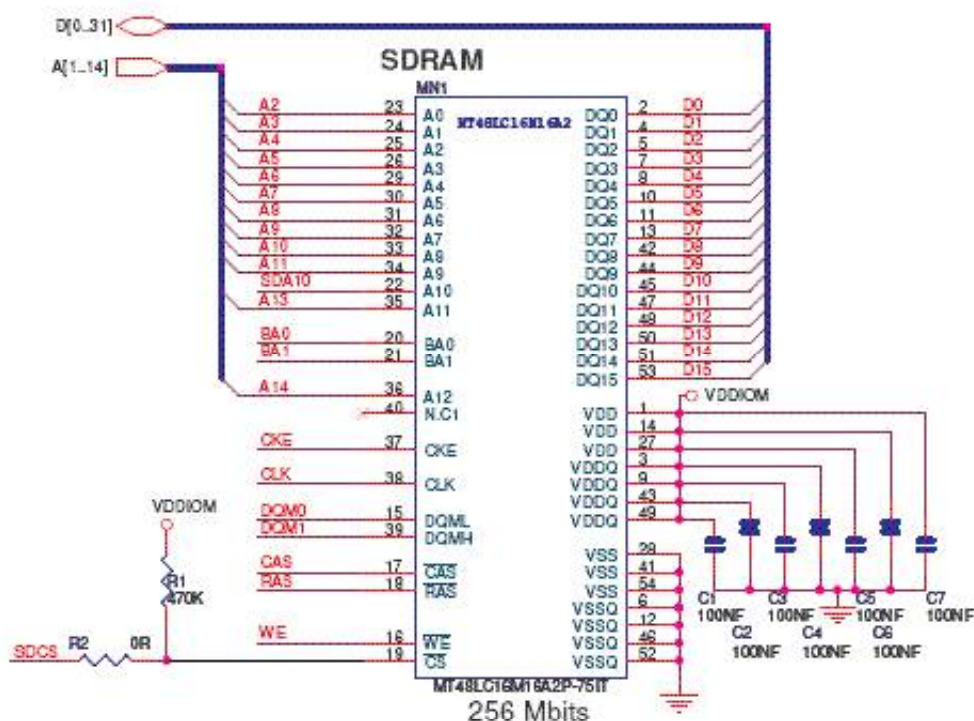 D[0..31]
A[1..14]
SDRAM
MN1
MT48LC16M16A2
A2 23 A0 DQ0 2 D0
A3 24 A1 DQ1 4 D1
A4 25 A2 DQ2 5 D2
A5 26 A3 DQ3 7 D3
A6 29 A4 DQ4 8 D4
A7 30 A5 DQ5 10 D5
A8 31 A6 DQ6 11 D6
A9 32 A7 DQ7 13 D7
A10 33 A8 DQ8 42 D8
A11 34 A9 DQ9 44 D9
SDA10 22 A10 DQ10 45 D10
A13 35 A11 DQ11 47 D11
DQ12 48 D12
BA0 20 BA0 DQ13 50 D13
BA1 21 BA1 DQ14 51 D14
DQ15 53 D15
A14 36 A12
VDDIOM
40 N.C1 VDD 1
VDD 14
CKE 37 CKE VDD 27
VDDQ 3
CLK 38 CLK VDDQ 9
VDDQ 43
VDDIOM
DQM0 15 DQML VDDQ 49
DQM1 39 DQMH
VSS 28
CAS 17 CAS VSS 41
RAS 18 RAS VSS 54
R1
470K
VSSQ 6
VSSQ 12
WE 16 WE VSSQ 46
R2 0R
SDCS 19 CS VSSQ 52
C1 C3 C5 C7
100NF 100NF 100NF 100NF
C2 C4 C6
100NF 100NF 100NF
MT48LC16M16A2P-75IT
256 Mbits